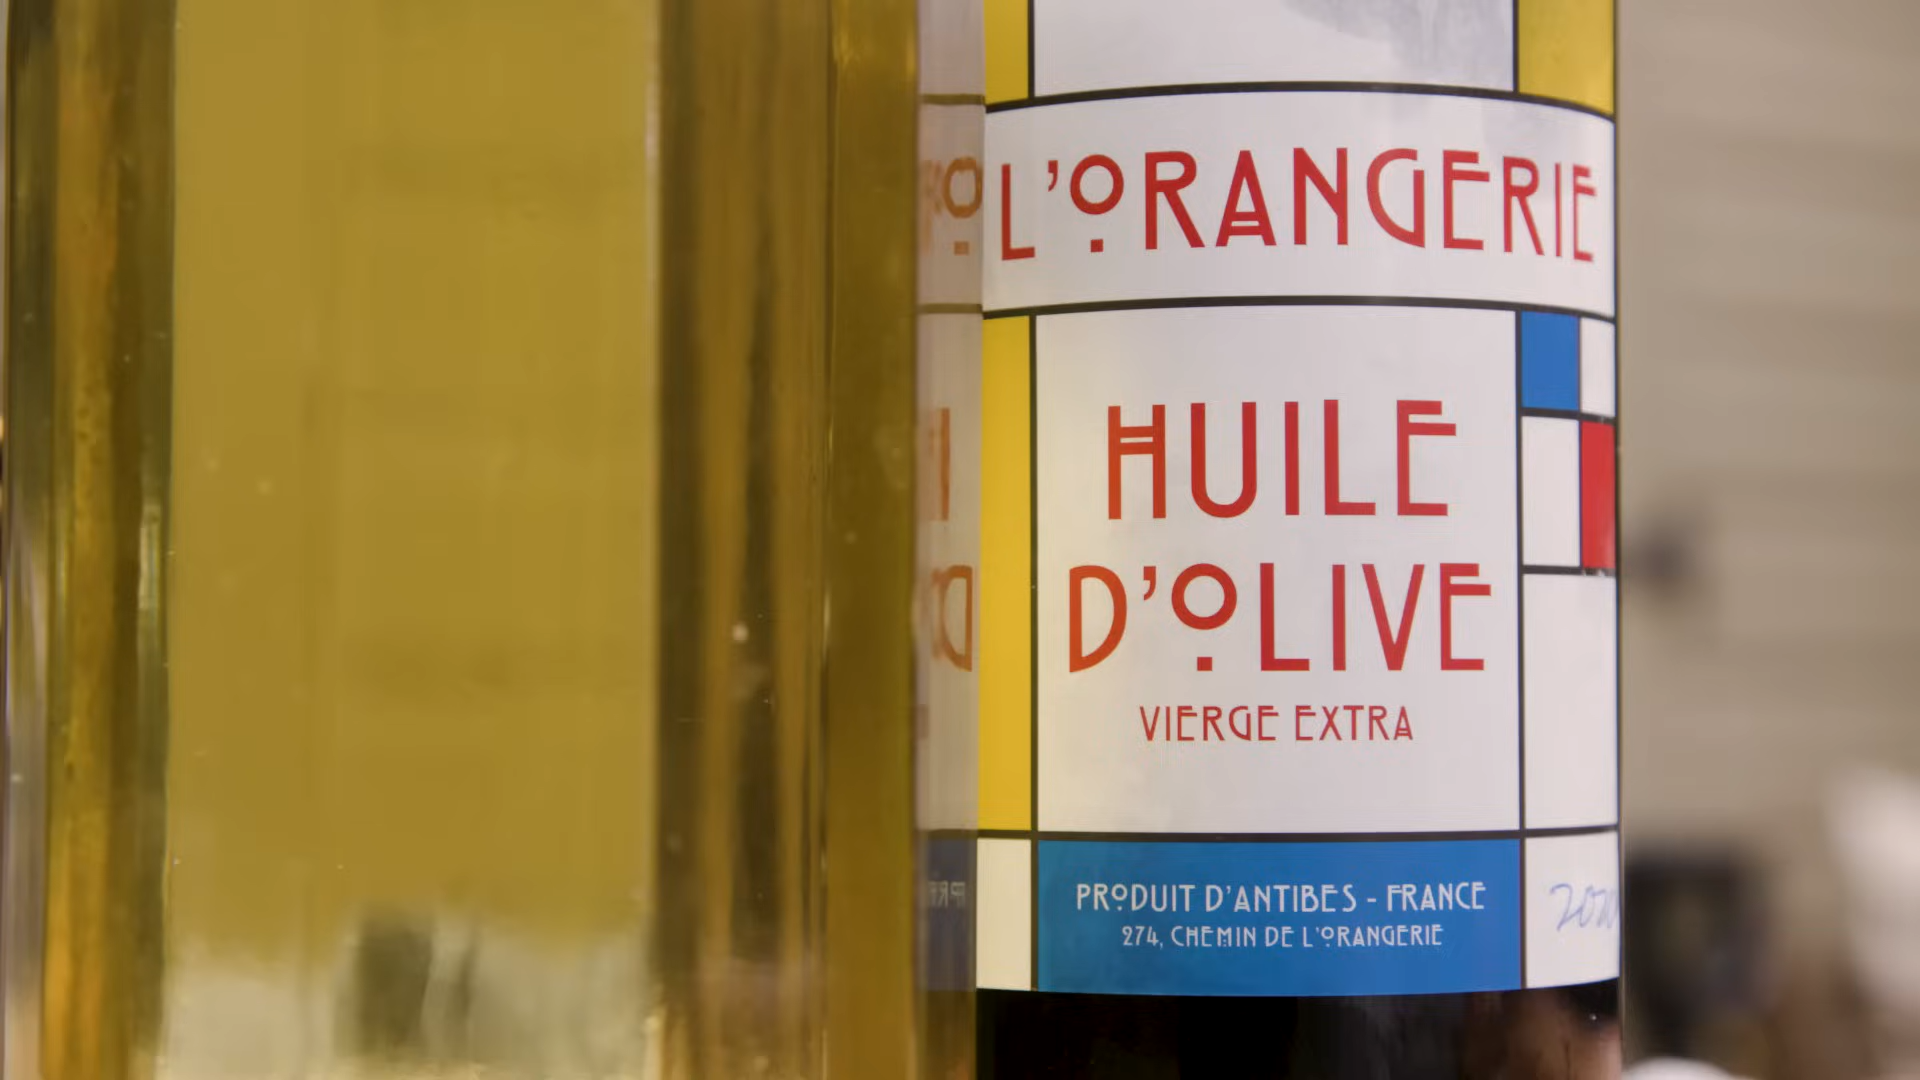 L'ORANGERIE
HUILE
D'OLIVE
VIERGE EXTRA
PRODUIT D'ANTIBES - FRANCE
274, CHEMIN DE L'ORANGERIE